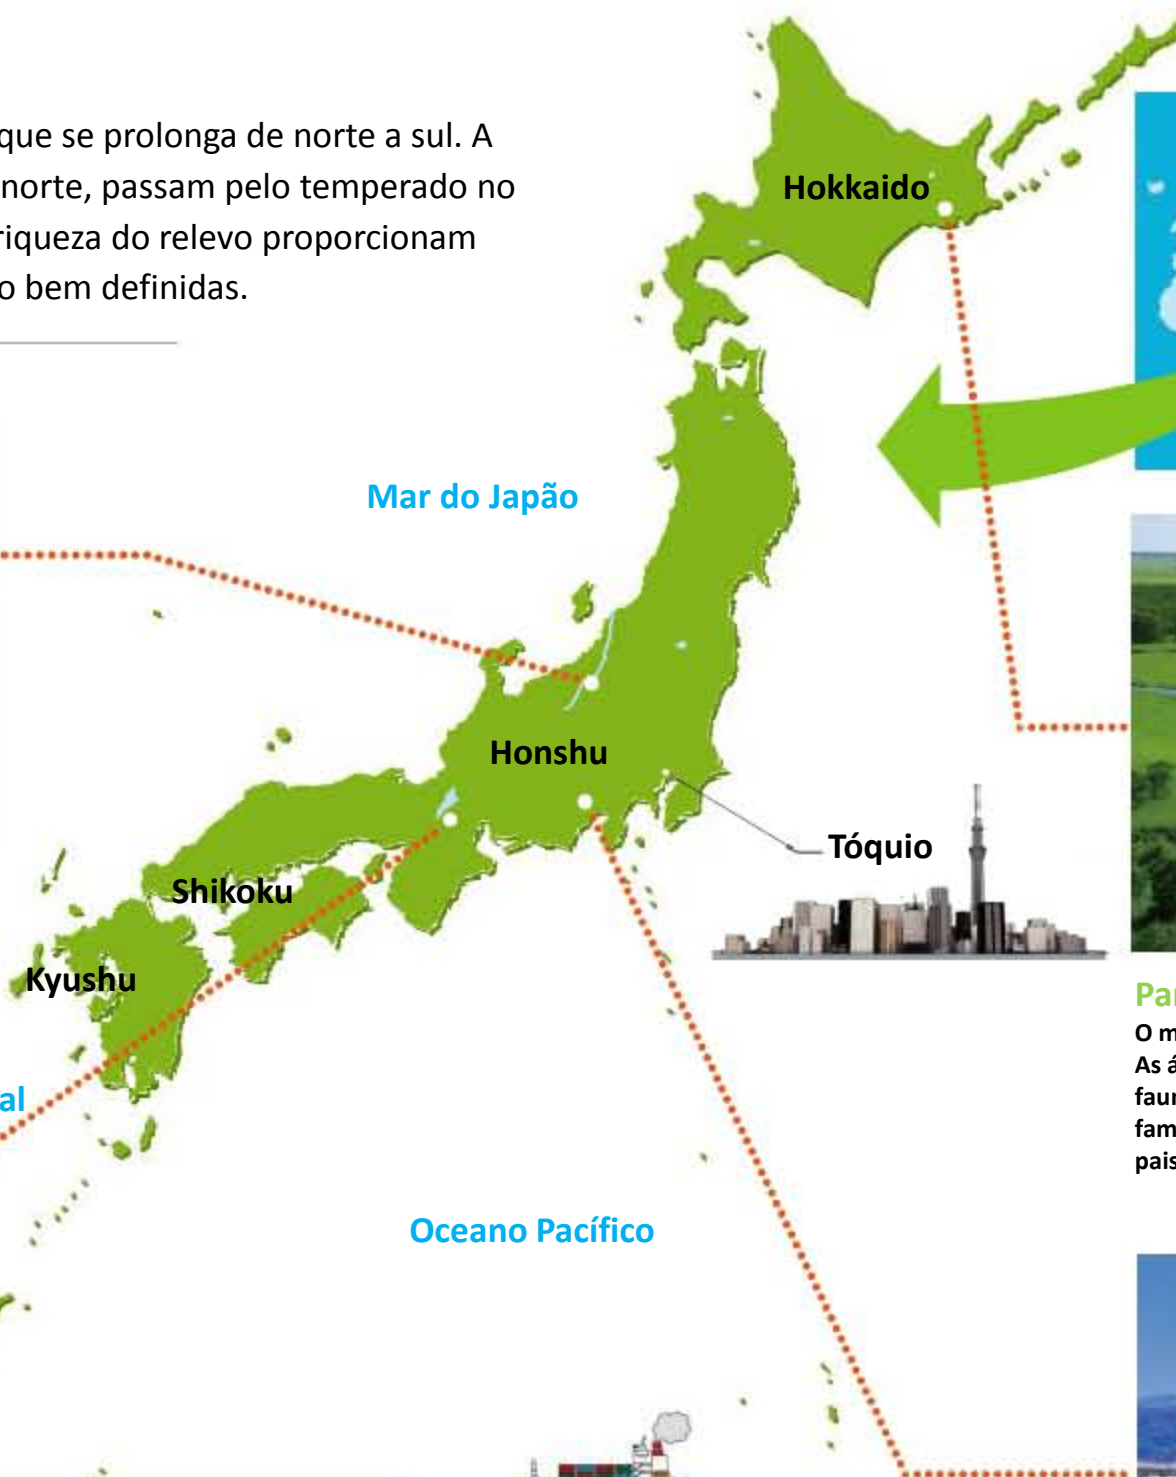 que se prolonga de norte a sul. A
norte, passam pelo temperado no
riqueza do relevo proporcionam
o bem definidas.
Hokkaido
Mar do Japão
Honshu
Tóquio
Shikoku
Kyushu
al
Oceano Pacífico
Par
O m
As á
faun
fam
pais